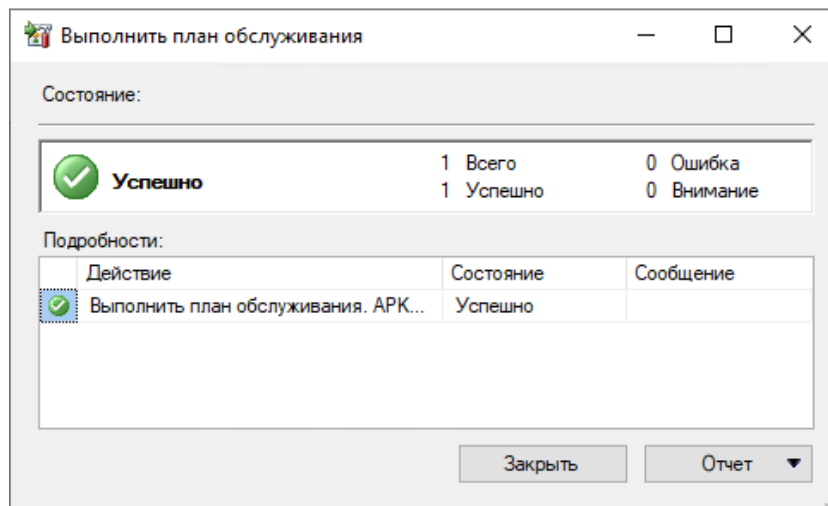 Выполнить план обслуживания
Состояние:
Успешно
1 Всего 0 Ошибка
1 Успешно 0 Внимание
Подробности:
Действие Состояние Сообщение
Выполнить план обслуживания. АРК... Успешно
Закрыть Отчет